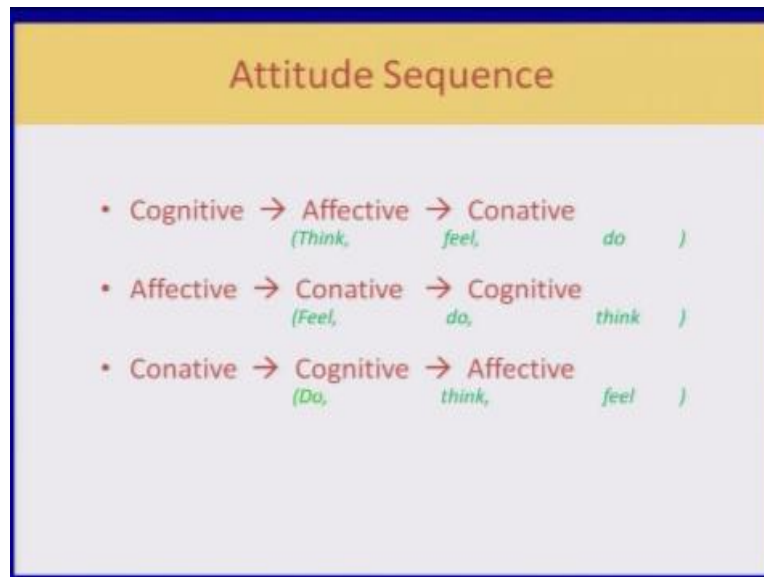 Attitude Sequence
• Cognitive → Affective → Conative
(Think, feel, do )
• Affective → Conative → Cognitive
(Feel, do, think )
• Conative → Cognitive → Affective
(Do, think, feel )